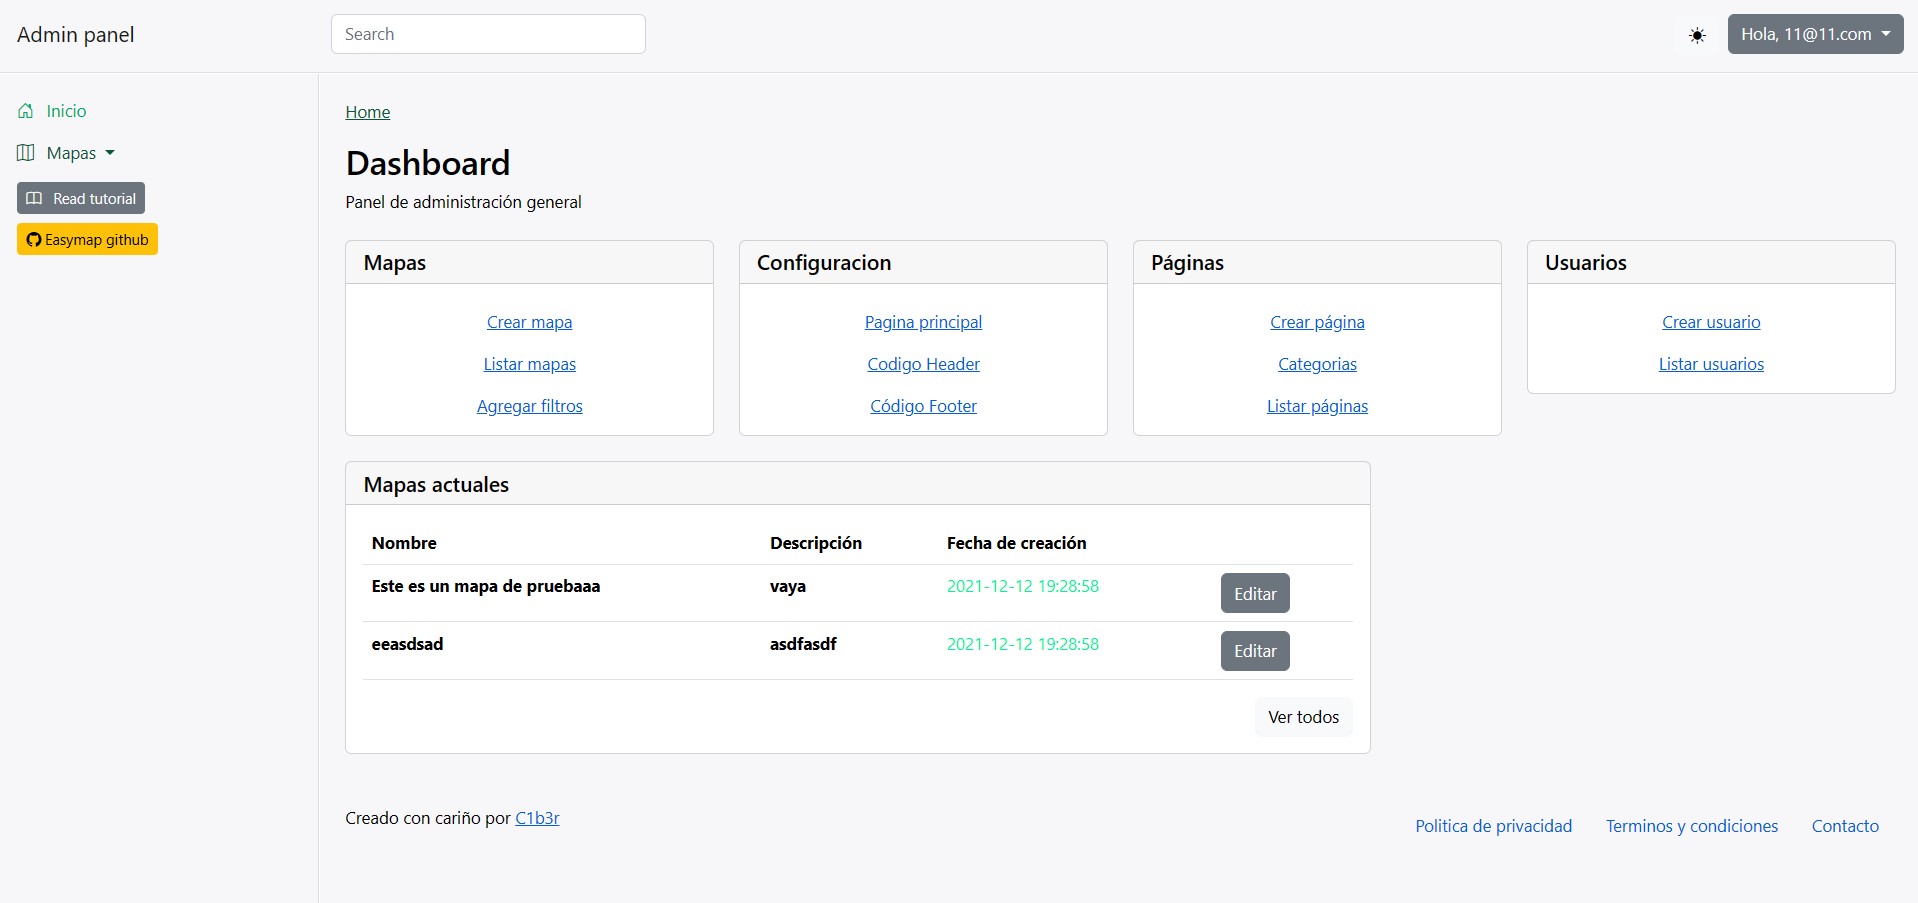 Admin panel
Search
Hola, 11@11.com
Inicio
Mapas
Read tutorial
Easymap github
Home
Dashboard
Panel de administración general
Mapas
Crear mapa
Listar mapas
Agregar filtros
Configuracion
Pagina principal
Codigo Header
Código Footer
Páginas
Crear página
Categorias
Listar páginas
Usuarios
Crear usuario
Listar usuarios
Mapas actuales
Nombre Descripción Fecha de creación
Este es un mapa de pruebaaa vaya 2021-12-12 19:28:58 Editar
eeasdsad asdfasdf 2021-12-12 19:28:58 Editar
Ver todos
Creado con cariño por C1b3r
Politica de privacidad Terminos y condiciones Contacto